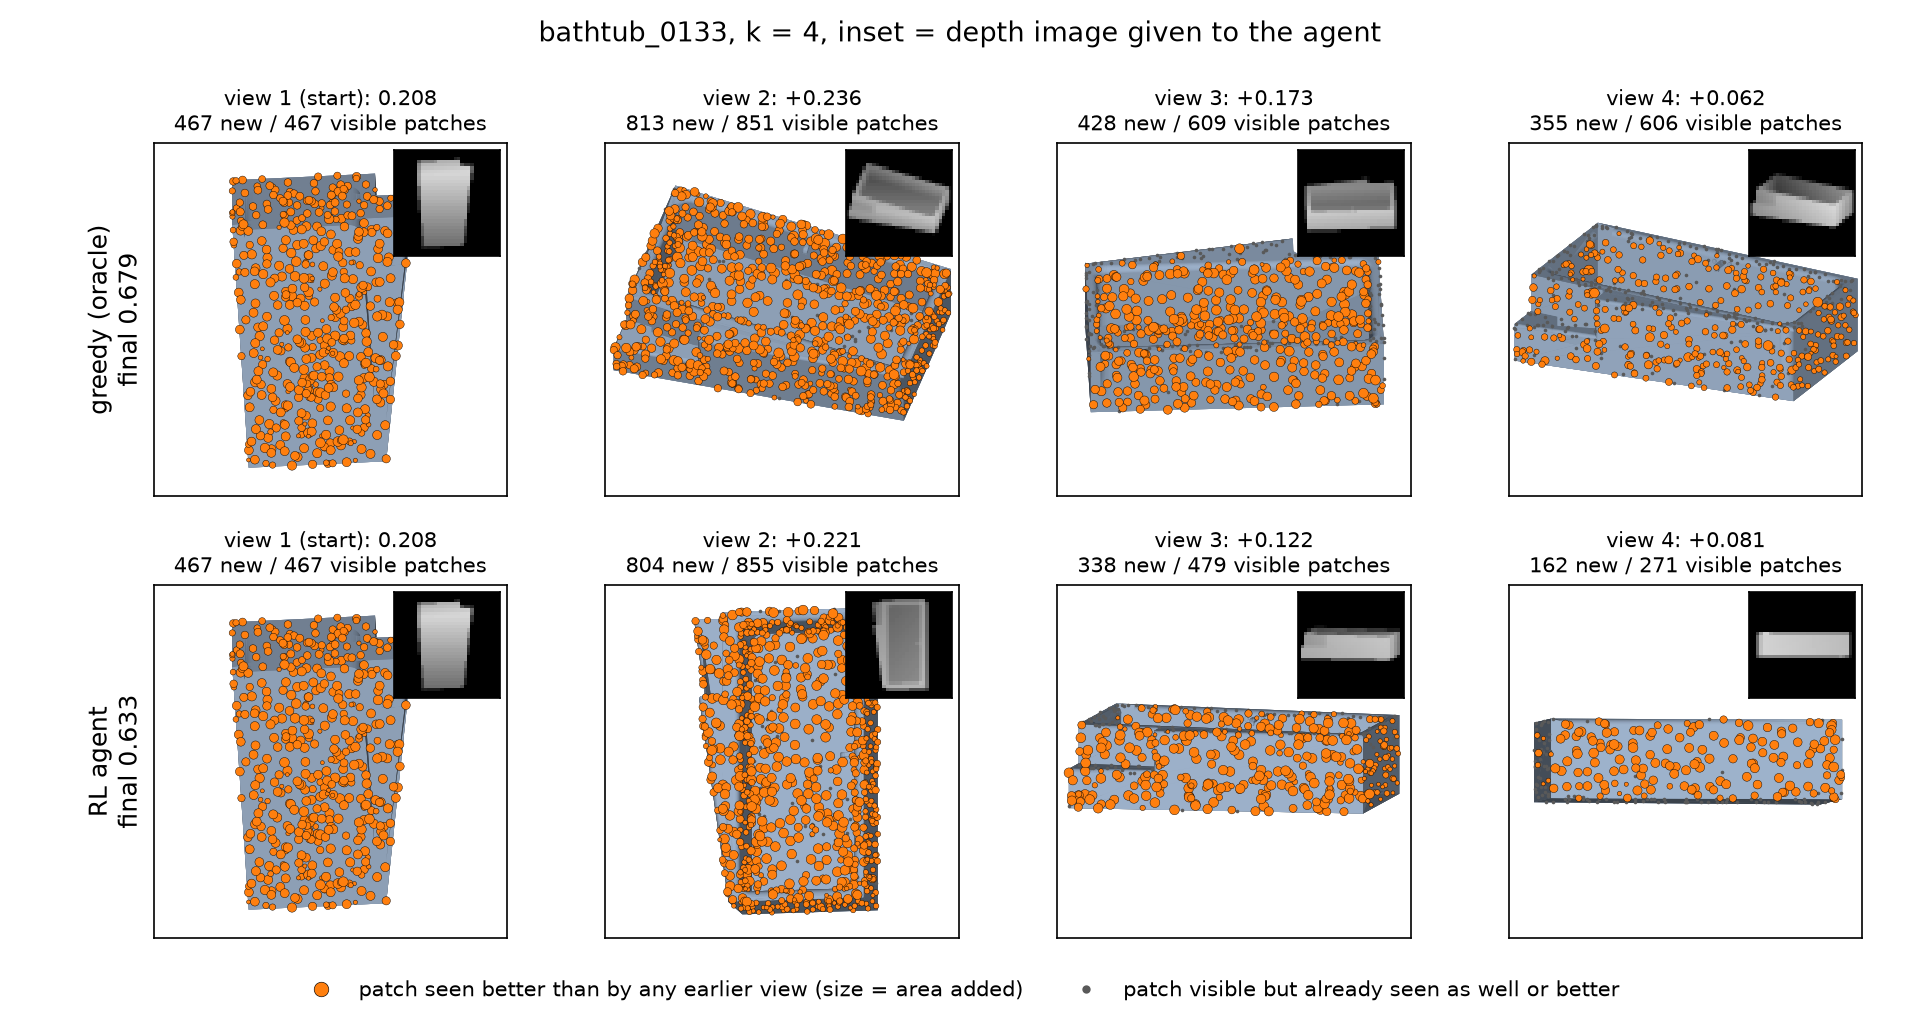 bathtub_0133, k = 4, inset = depth image given to the agent
view 1 (start): 0.208
467 new / 467 visible patches
view 2: +0.236
813 new / 851 visible patches
view 3: +0.173
428 new / 609 visible patches
view 4: +0.062
355 new / 606 visible patches
greedy (oracle)
final 0.679
view 1 (start): 0.208
467 new / 467 visible patches
view 2: +0.221
804 new / 855 visible patches
view 3: +0.122
338 new / 479 visible patches
view 4: +0.081
162 new / 271 visible patches
RL agent
final 0.633
patch seen better than by any earlier view (size = area added)
patch visible but already seen as well or better